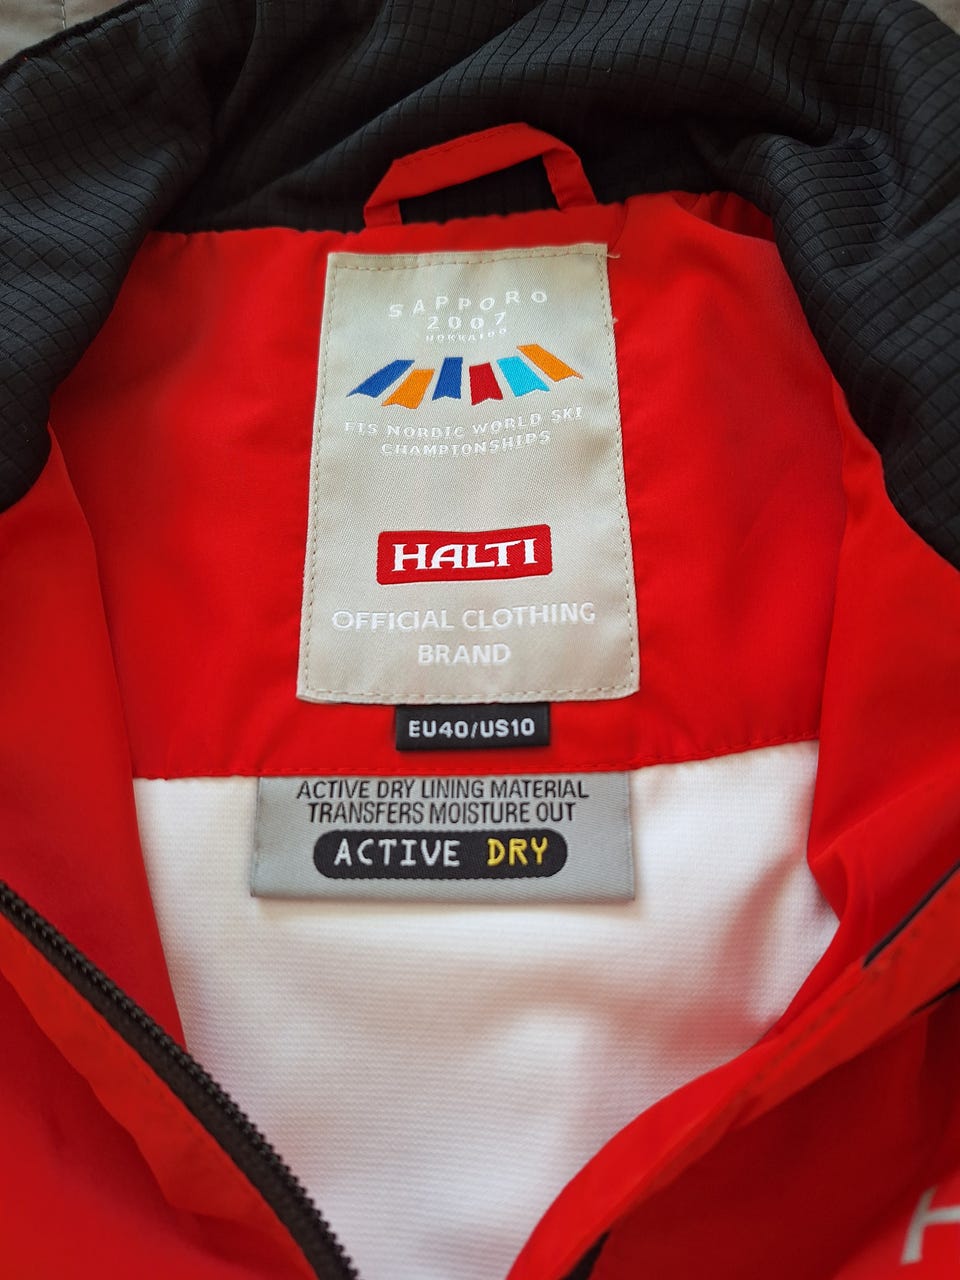 SAPPORO
2007
HOKKAIDO
FIS NORDIC WORLD SKI
CHAMPIONSHIPS
HALTI
OFFICIAL CLOTHING
BRAND
EU40/US10
ACTIVE DRY LINING MATERIAL
TRANSFERS MOISTURE OUT
ACTIVE DRY